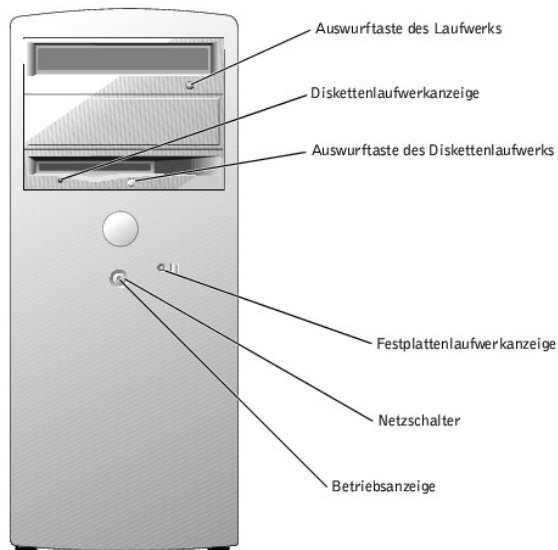 Auswurftaste des Laufwerks
Diskettenlaufwerkanzeige
Auswurftaste des Diskettenlaufwerks
Festplattenlaufwerkanzeige
Netzschalter
Betriebsanzeige